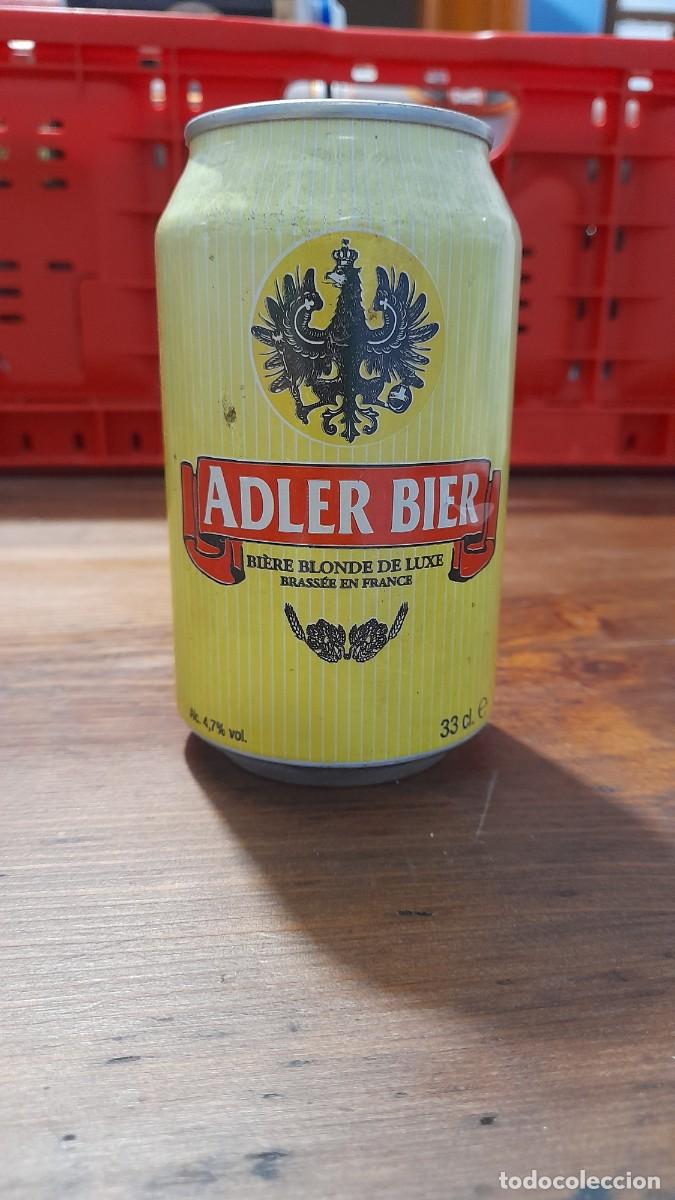 ADLER BIER
BIÈRE BLONDE DE LUXE
BRASSÉE EN FRANCE
Alc. 4,7% vol.
33 cl. e
todocoleccion